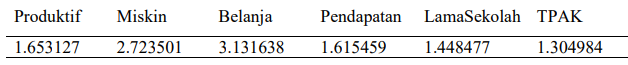 Produktif Miskin Belanja Pendapatan LamaSekolah TPAK
1.653127 2.723501 3.131638 1.615459 1.448477 1.304984